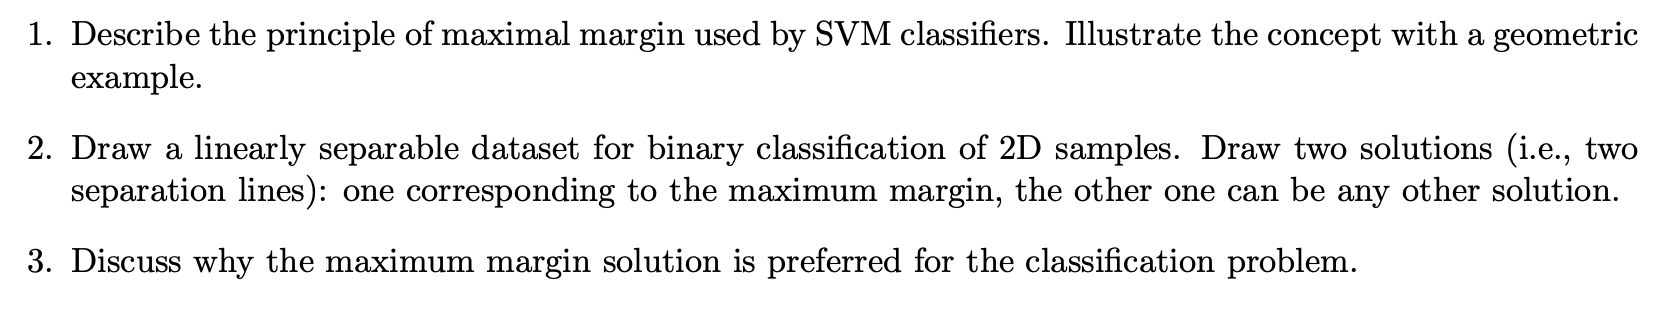 1. Describe the principle of maximal margin used by SVM classifiers. Illustrate the concept with a geometric
example.
2. Draw a linearly separable dataset for binary classification of 2D samples. Draw two solutions (i.e., two
separation lines): one corresponding to the maximum margin, the other one can be any other solution.
3. Discuss why the maximum margin solution is preferred for the classification problem.